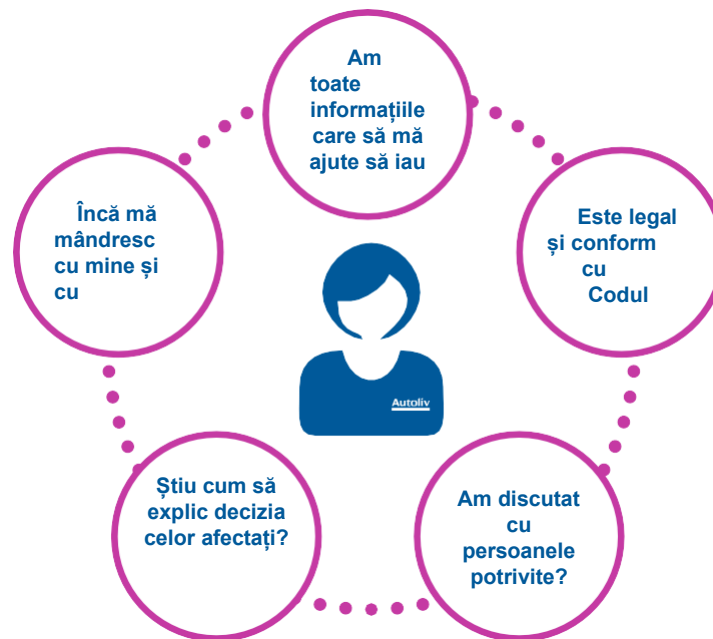 Am
toate
informațiile
care să mă
ajute să iau
Încă mă
mândresc
cu mine și
cu
Este legal
și conform
cu
Codul
Autoliv
Știu cum să
explic decizia
celor afectați?
Am discutat
cu
persoanele
potrivite?